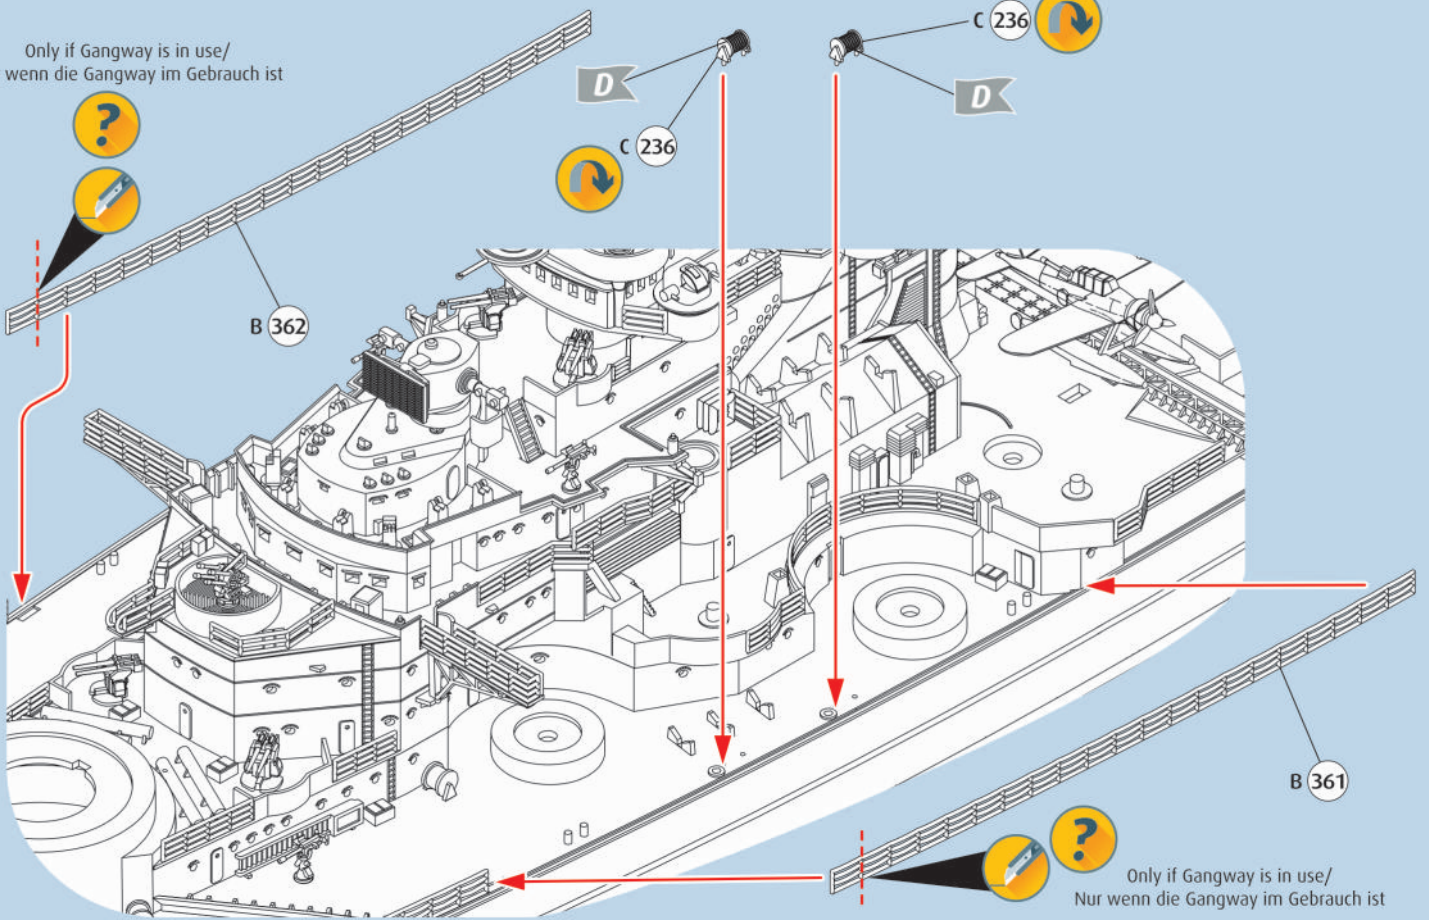 Only if Gangway is in use/
wenn die Gangway im Gebrauch ist
?
B 362
D
C 236
C 236
D
B 361
?
Only if Gangway is in use/
Nur wenn die Gangway im Gebrauch ist